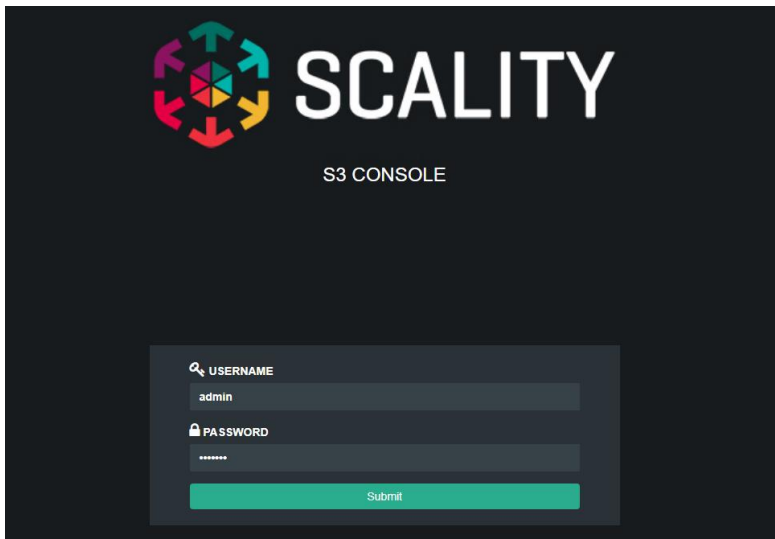 SCALITY
S3 CONSOLE
USERNAME
admin
PASSWORD
•••••••
Submit